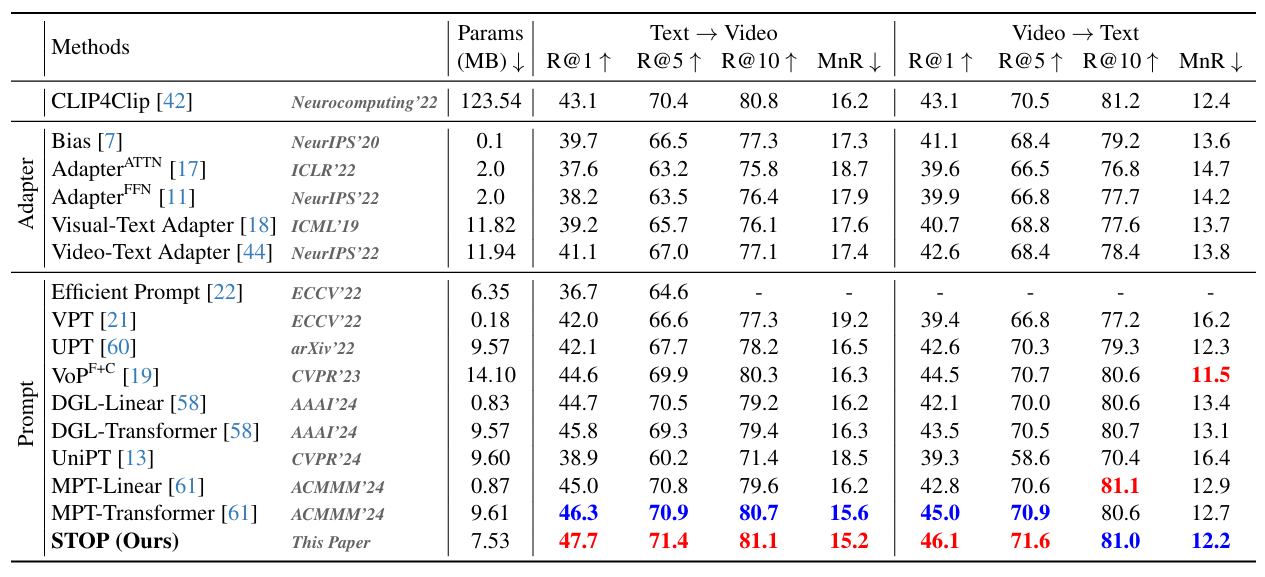 Methods Params Text → Video Video → Text
(MB) ↓ R@1 ↑ R@5 ↑ R@10 ↑ MnR ↓ R@1 ↑ R@5 ↑ R@10 ↑ MnR ↓
CLIP4Clip [42] Neurocomputing'22 123.54 43.1 70.4 80.8 16.2 43.1 70.5 81.2 12.4
Adapter
Bias [7] NeurIPS'20 0.1 39.7 66.5 77.3 17.3 41.1 68.4 79.2 13.6
Adapter^ATTN [17] ICLR'22 2.0 37.6 63.2 75.8 18.7 39.6 66.5 76.8 14.7
Adapter^FFN [11] NeurIPS'22 2.0 38.2 63.5 76.4 17.9 39.9 66.8 77.7 14.2
Visual-Text Adapter [18] ICML'19 11.82 39.2 65.7 76.1 17.6 40.7 68.8 77.6 13.7
Video-Text Adapter [44] NeurIPS'22 11.94 41.1 67.0 77.1 17.4 42.6 68.4 78.4 13.8
Prompt
Efficient Prompt [22] ECCV'22 6.35 36.7 64.6 - - - - - -
VPT [21] ECCV'22 0.18 42.0 66.6 77.3 19.2 39.4 66.8 77.2 16.2
UPT [60] arXiv'22 9.57 42.1 67.7 78.2 16.5 42.6 70.3 79.3 12.3
VoP^F+C [19] CVPR'23 14.10 44.6 69.9 80.3 16.3 44.5 70.7 80.6 11.5
DGL-Linear [58] AAAI'24 0.83 44.7 70.5 79.2 16.2 42.1 70.0 80.6 13.4
DGL-Transformer [58] AAAI'24 9.57 45.8 69.3 79.4 16.3 43.5 70.5 80.7 13.1
UniPT [13] CVPR'24 9.60 38.9 60.2 71.4 18.5 39.3 58.6 70.4 16.4
MPT-Linear [61] ACMMM'24 0.87 45.0 70.8 79.6 16.2 42.8 70.6 81.1 12.9
MPT-Transformer [61] ACMMM'24 9.61 46.3 70.9 80.7 15.6 45.0 70.9 80.6 12.7
STOP (Ours) This Paper 7.53 47.7 71.4 81.1 15.2 46.1 71.6 81.0 12.2